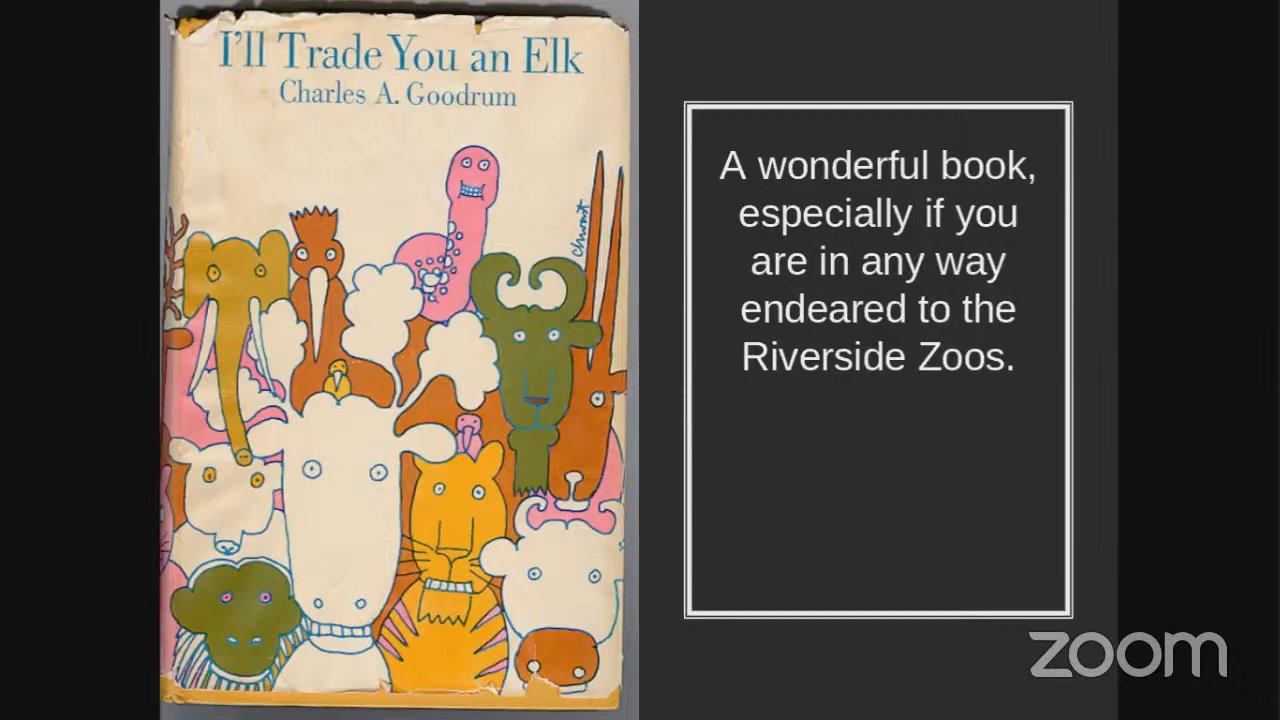 I'll Trade You an Elk
Charles A. Goodrum
Chwast
A wonderful book,
especially if you
are in any way
endeared to the
Riverside Zoos.
zoom